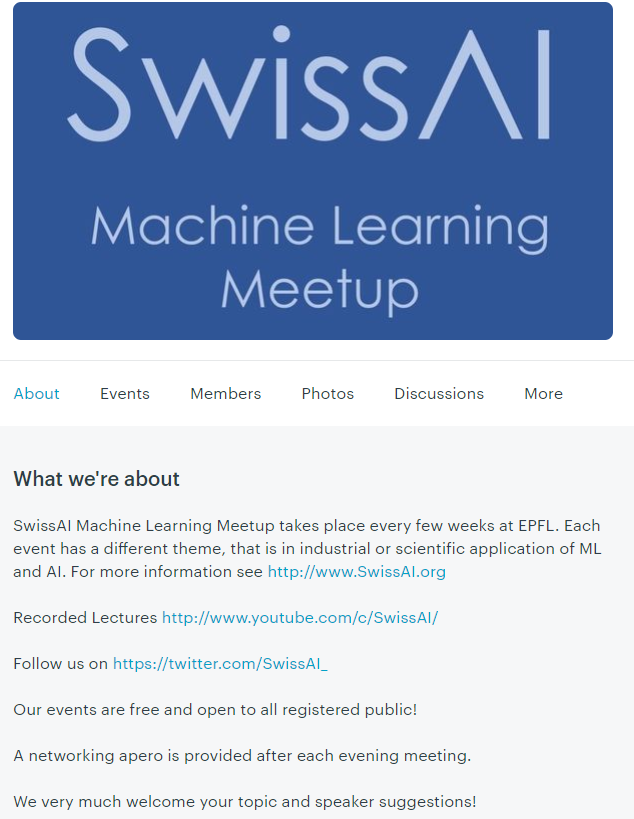 SwissAI
Machine Learning
Meetup
About Events Members Photos Discussions More
What we're about
SwissAI Machine Learning Meetup takes place every few weeks at EPFL. Each
event has a different theme, that is in industrial or scientific application of ML
and AI. For more information see http://www.SwissAI.org
Recorded Lectures http://www.youtube.com/c/SwissAI/
Follow us on https://twitter.com/SwissAI_
Our events are free and open to all registered public!
A networking apero is provided after each evening meeting.
We very much welcome your topic and speaker suggestions!